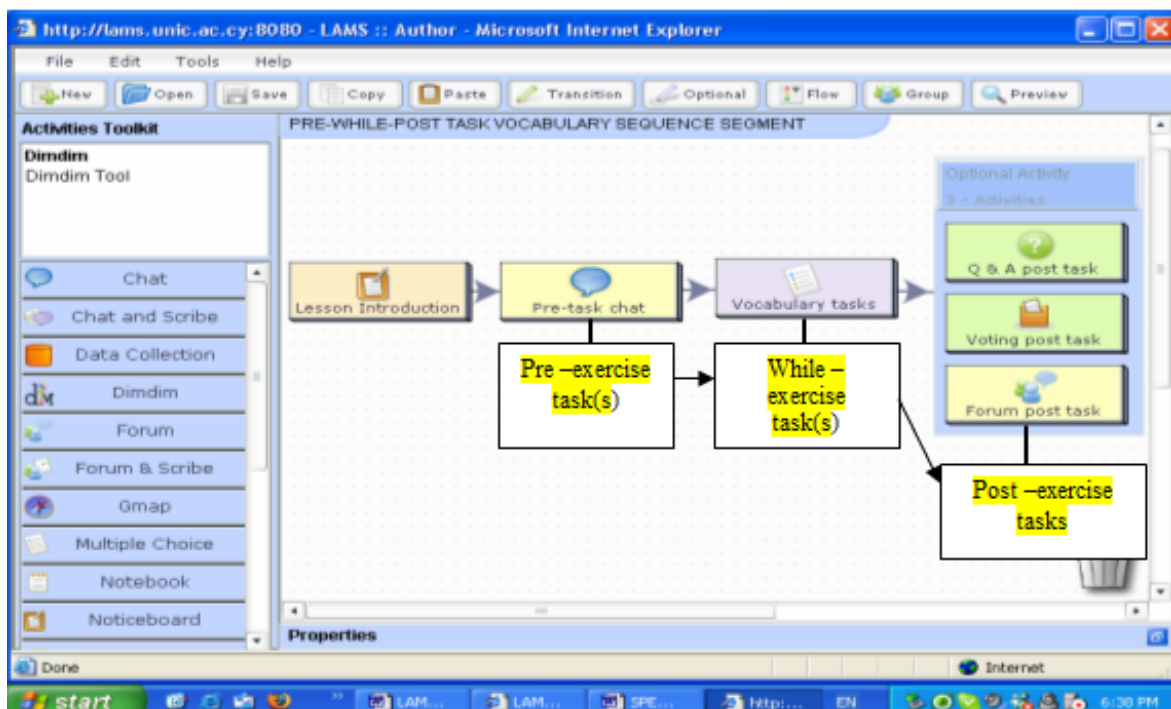 http://lams.unic.ac.cy:8080 - LAMS :: Author - Microsoft Internet Explorer
File Edit Tools Help
New Open Save Copy Paste Transition Optional Flow Group Preview
Activities Toolkit
PRE-WHILE-POST TASK VOCABULARY SEQUENCE SEGMENT
Dimdim
Dimdim Tool
Chat
Chat and Scribe
Data Collection
Dimdim
Forum
Forum & Scribe
Gmap
Multiple Choice
Notebook
Noticeboard
Lesson Introduction
Pre-task chat
Vocabulary tasks
Optional Activity
3 - Activities
Q & A post task
Voting post task
Forum post task
Pre –exercise
task(s)
While –
exercise
task(s)
Post –exercise
tasks
Properties
Done
Internet
start
LAM...
LAM...
SPE...
http:...
EN
6:38 PM